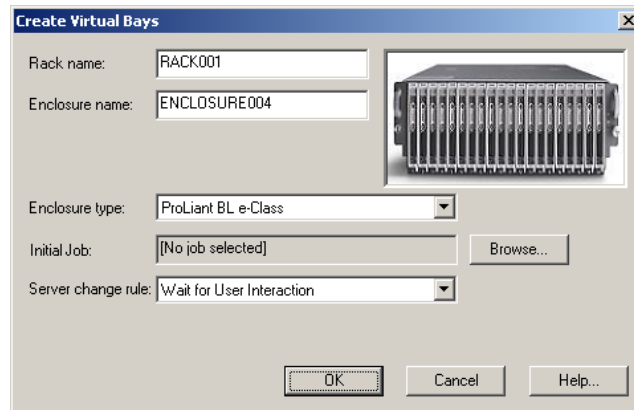 Create Virtual Bays
Rack name: RACK001
Enclosure name: ENCLOSURE004
Enclosure type: ProLiant BL e-Class
Initial Job: [No job selected] Browse...
Server change rule: Wait for User Interaction
OK Cancel Help...